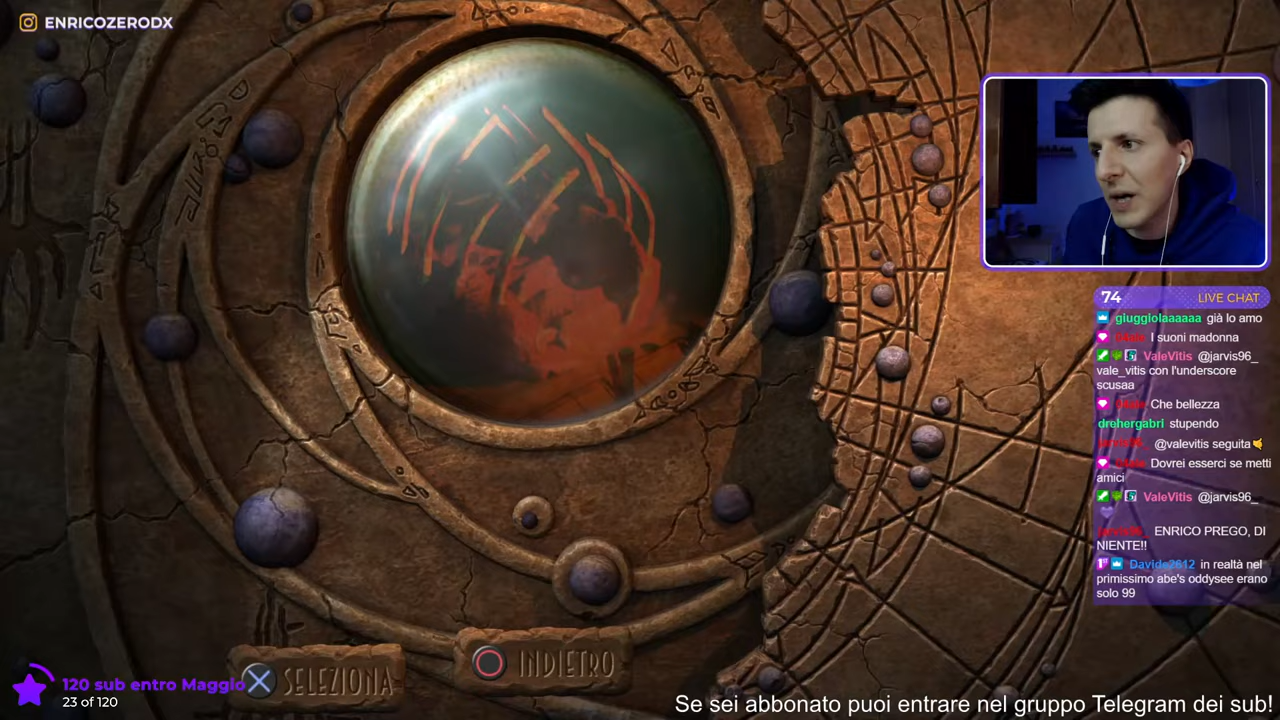 ENRICOZERODX
74 LIVE CHAT
giuggiolaaaaaa già lo amo
I suoni madonna
ValeVitis @jarvis96_
vale_vitis con l'underscore
scusaa
Che bellezza
drehergabri stupendo
@valevitis seguita
Dovrei esserci se metti
amici
ValeVitis @jarvis96_
ENRICO PREGO, DI
NIENTE!!
Davide2612 in realtà nel
primissimo abe's oddysee erano
solo 99
SELEZIONA
INDIETRO
120 sub entro Maggio
23 of 120
Se sei abbonato puoi entrare nel gruppo Telegram dei sub!